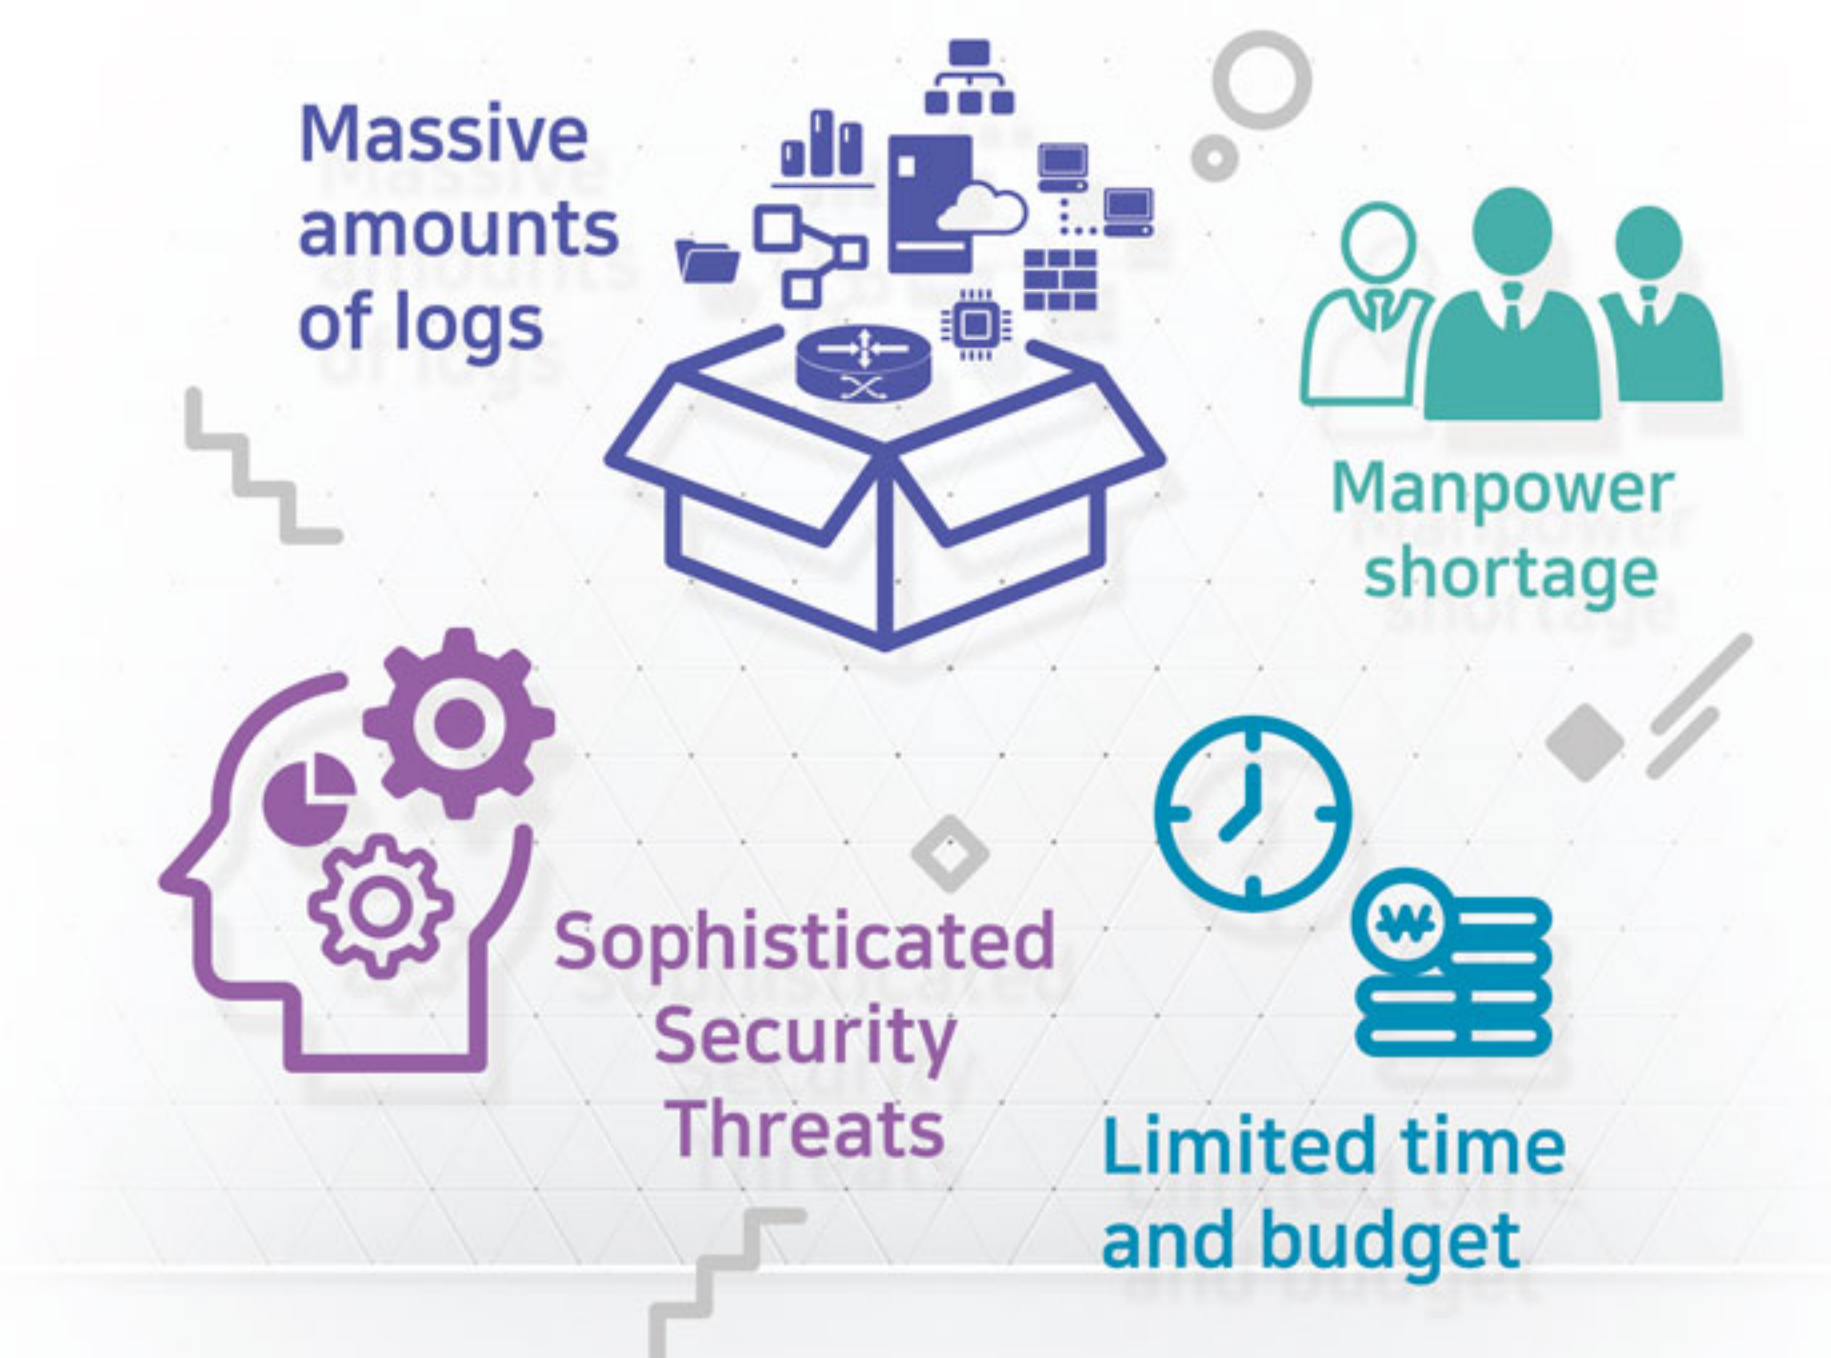 Massive
amounts
of logs
Manpower
shortage
Sophisticated
Security
Threats
₩
Limited time
and budget